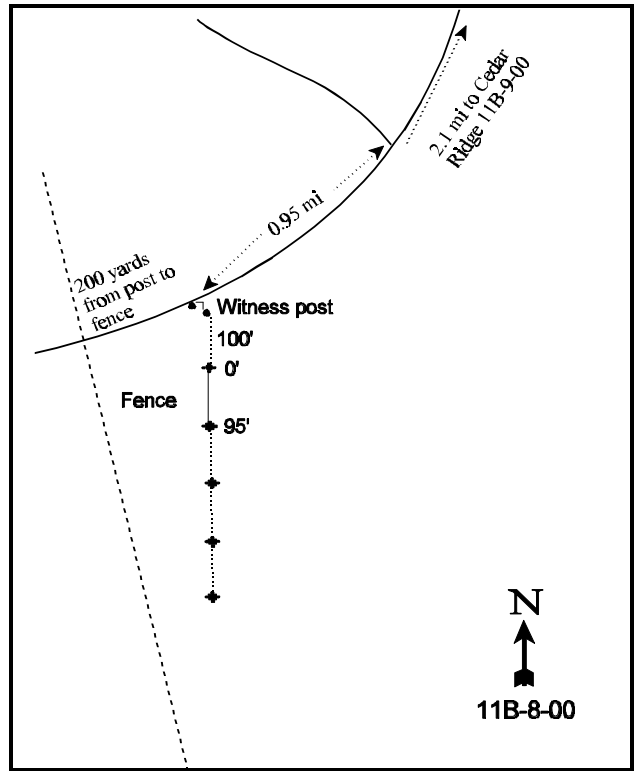 2.1 mi to Cedar
Ridge 11B-9-00
0.95 mi
200 yards
from post to
fence
Witness post
100'
0'
Fence
95'
N
11B-8-00